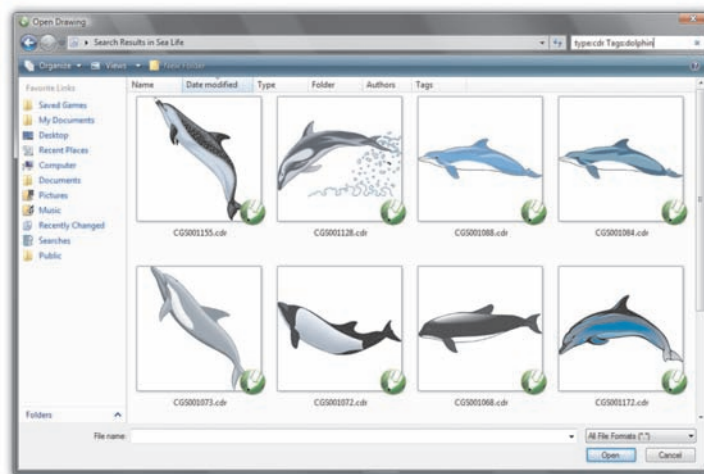 Open Drawing
Search Results in Sea Life
type:cdr Tags:dolphin
Organize Views New Folder
Favorite Links
Name Date modified Type Folder Authors Tags
Saved Games
My Documents
Desktop
Recent Places
Computer
Documents
Pictures
Music
Recently Changed
Searches
Public
CGS001155.cdr CGS001128.cdr CGS001088.cdr CGS001084.cdr
CGS001073.cdr CGS001072.cdr CGS001068.cdr CGS001172.cdr
Folders
File name: All File Formats (*.*)
Open Cancel